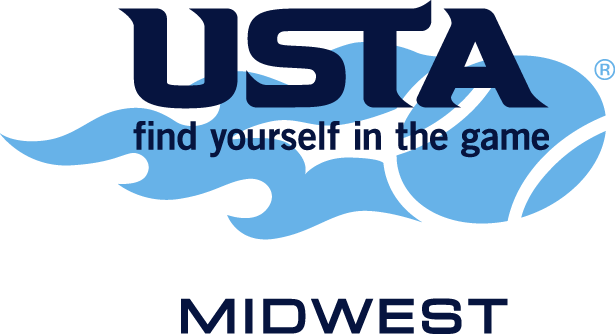 USTA
®
find yourself in the game
MIDWEST